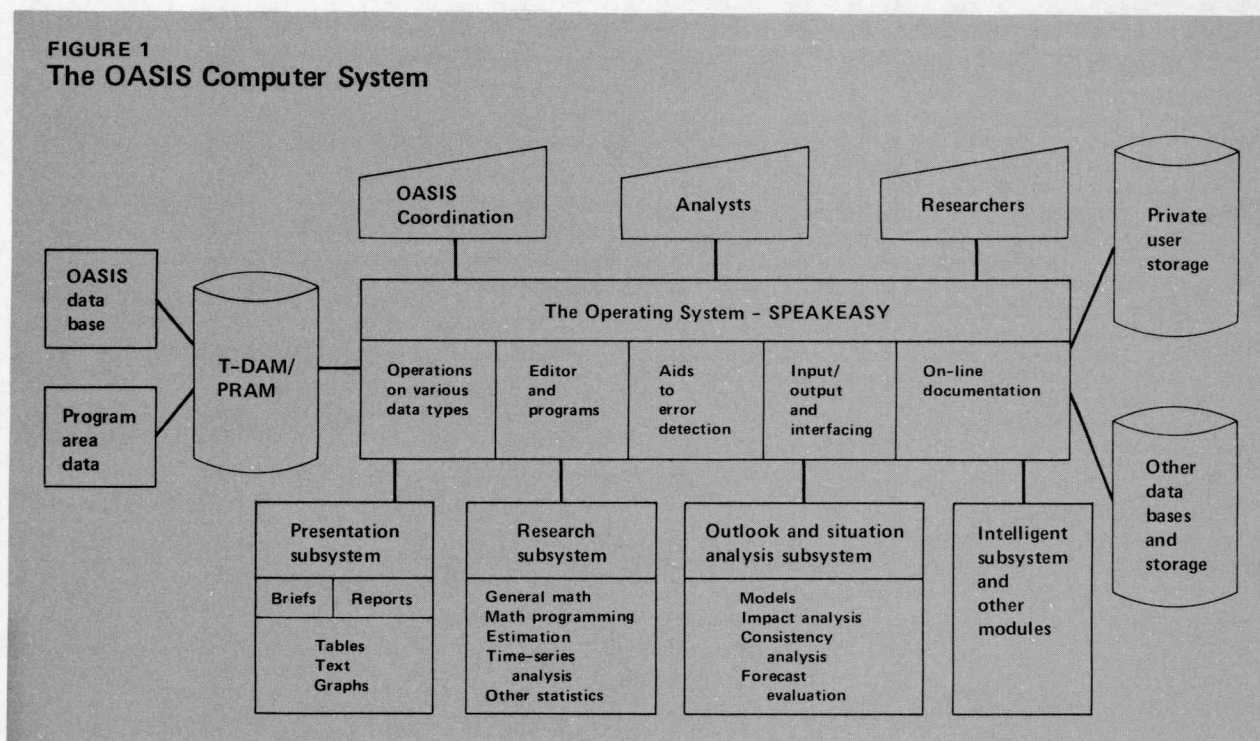 FIGURE 1
The OASIS Computer System
OASIS
Coordination
Analysts
Researchers
Private
user
storage
OASIS
data
base
T-DAM/
PRAM
Program
area
data
The Operating System - SPEAKEASY
Operations
on various
data types
Editor
and
programs
Aids
to
error
detection
Input/
output
and
interfacing
On-line
documentation
Other
data
bases
and
storage
Presentation
subsystem
Briefs
Reports
Tables
Text
Graphs
Research
subsystem
General math
Math programming
Estimation
Time-series
analysis
Other statistics
Outlook and situation
analysis subsystem
Models
Impact analysis
Consistency
analysis
Forecast
evaluation
Intelligent
subsystem
and
other
modules